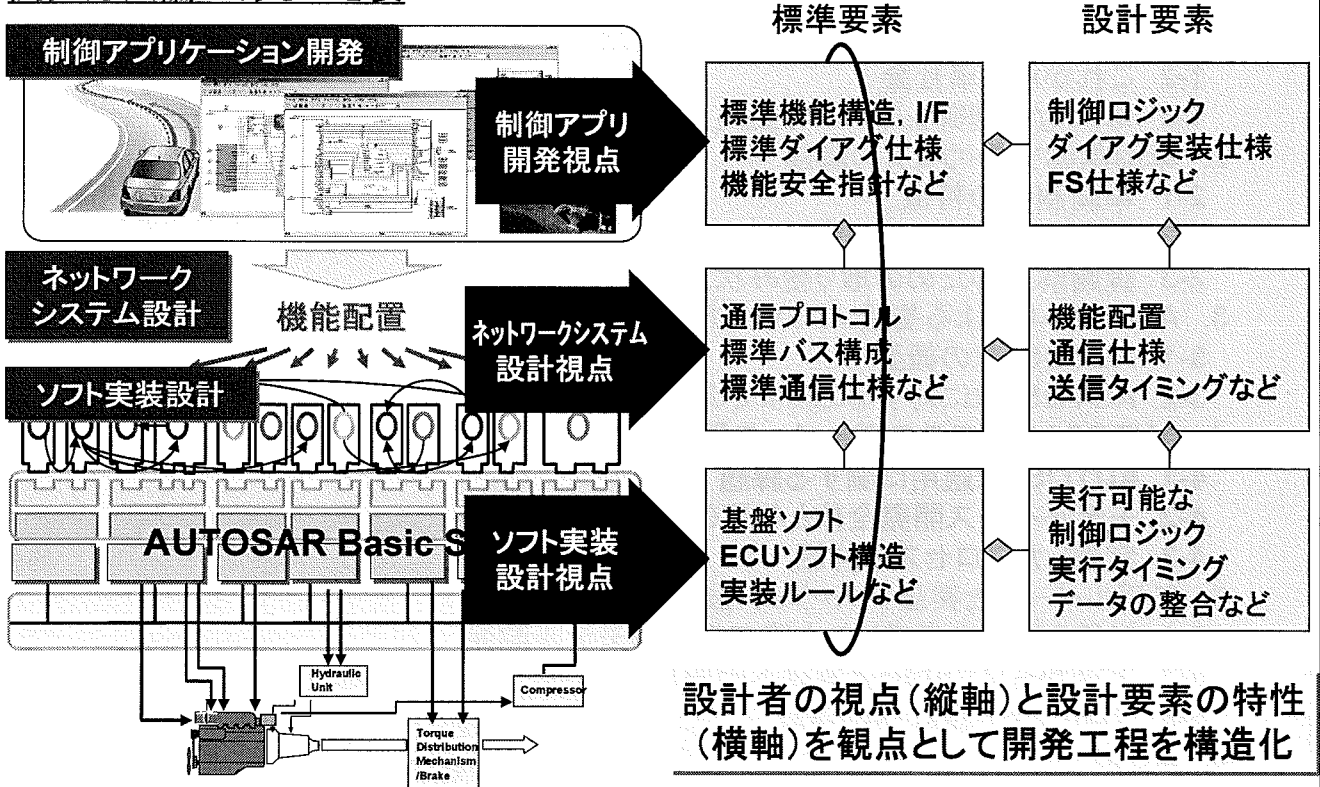 制御アプリケーション開発
制御アプリ
開発視点
ネットワーク
システム設計
機能配置
ネットワークシステム
設計視点
ソフト実装設計
AUTOSAR Basic S
ソフト実装
設計視点
Hydraulic
Unit
Compressor
Torque
Distribution
Mechanism
/Brake
標準要素
設計要素
標準機能構造, I/F
標準ダイアグ仕様
機能安全指針など
制御ロジック
ダイアグ実装仕様
FS仕様など
通信プロトコル
標準バス構成
標準通信仕様など
機能配置
通信仕様
送信タイミングなど
基盤ソフト
ECUソフト構造
実装ルールなど
実行可能な
制御ロジック
実行タイミング
データの整合など
設計者の視点(縦軸)と設計要素の特性
(横軸)を観点として開発工程を構造化